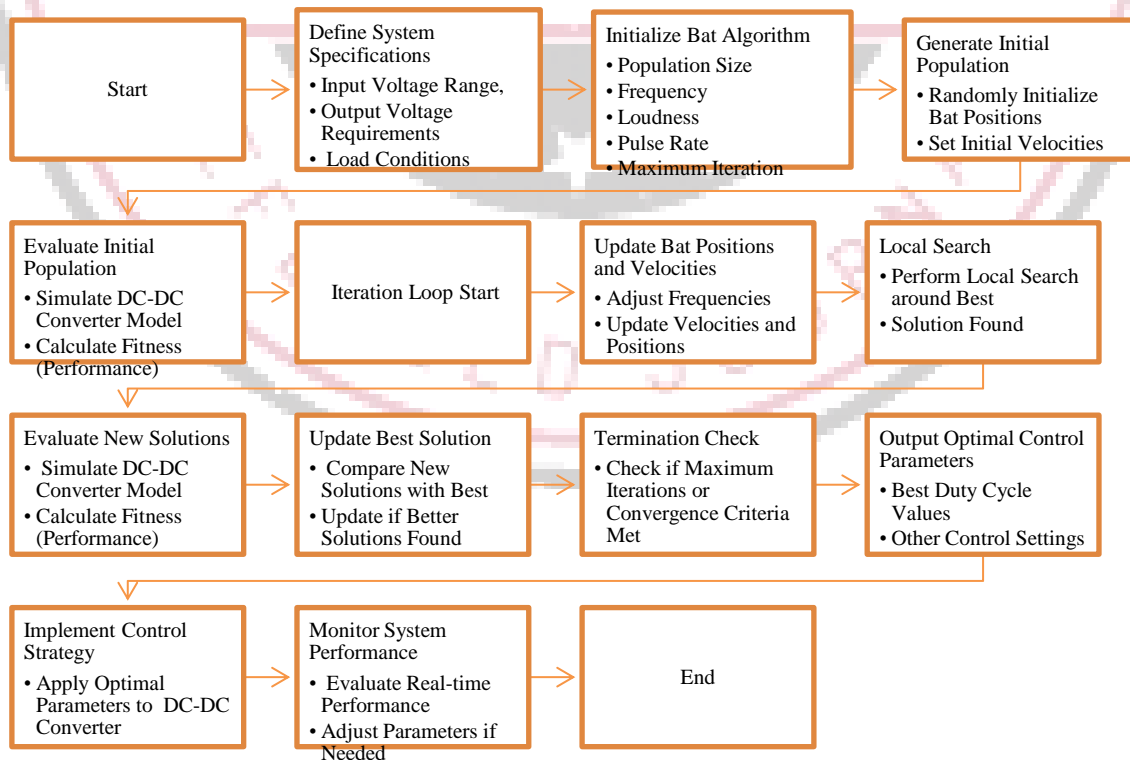 Start
Define System
Specifications
• Input Voltage Range,
• Output Voltage
Requirements
• Load Conditions
Initialize Bat Algorithm
• Population Size
• Frequency
• Loudness
• Pulse Rate
• Maximum Iteration
Generate Initial
Population
• Randomly Initialize
Bat Positions
• Set Initial Velocities
Evaluate Initial
Population
• Simulate DC-DC
Converter Model
• Calculate Fitness
(Performance)
Iteration Loop Start
Update Bat Positions
and Velocities
• Adjust Frequencies
• Update Velocities and
Positions
Local Search
• Perform Local Search
around Best
• Solution Found
Evaluate New Solutions
• Simulate DC-DC
Converter Model
• Calculate Fitness
(Performance)
Update Best Solution
• Compare New
Solutions with Best
• Update if Better
Solutions Found
Termination Check
• Check if Maximum
Iterations or
Convergence Criteria
Met
Output Optimal Control
Parameters
• Best Duty Cycle
Values
• Other Control Settings
Implement Control
Strategy
• Apply Optimal
Parameters to DC-DC
Converter
Monitor System
Performance
• Evaluate Real-time
Performance
• Adjust Parameters if
Needed
End